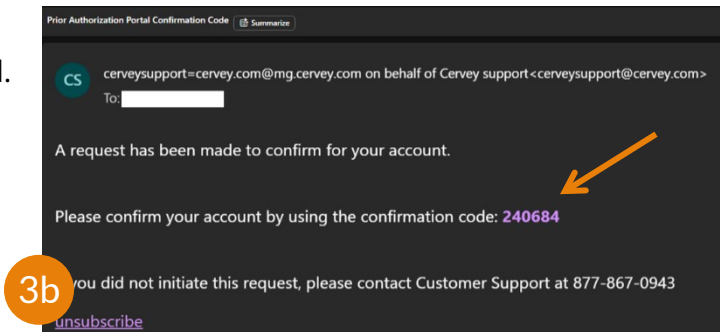 Prior Authorization Portal Confirmation Code Summarize
l.
CS
cerveysupport=cervey.com@mg.cervey.com on behalf of Cervey support<cerveysupport@cervey.com>
To:
A request has been made to confirm for your account.
Please confirm your account by using the confirmation code: 240684
3b
you did not initiate this request, please contact Customer Support at 877-867-0943
unsubscribe